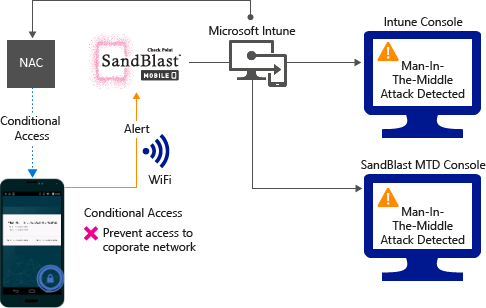 Microsoft Intune
Intune Console
NAC
Check Point
SandBlast
MOBILE
Man-In-
The-Middle
Attack Detected
Conditional
Access
Alert
WiFi
SandBlast MTD Console
Man-In-
The-Middle
Attack Detected
Conditional Access
Prevent access to
coporate network